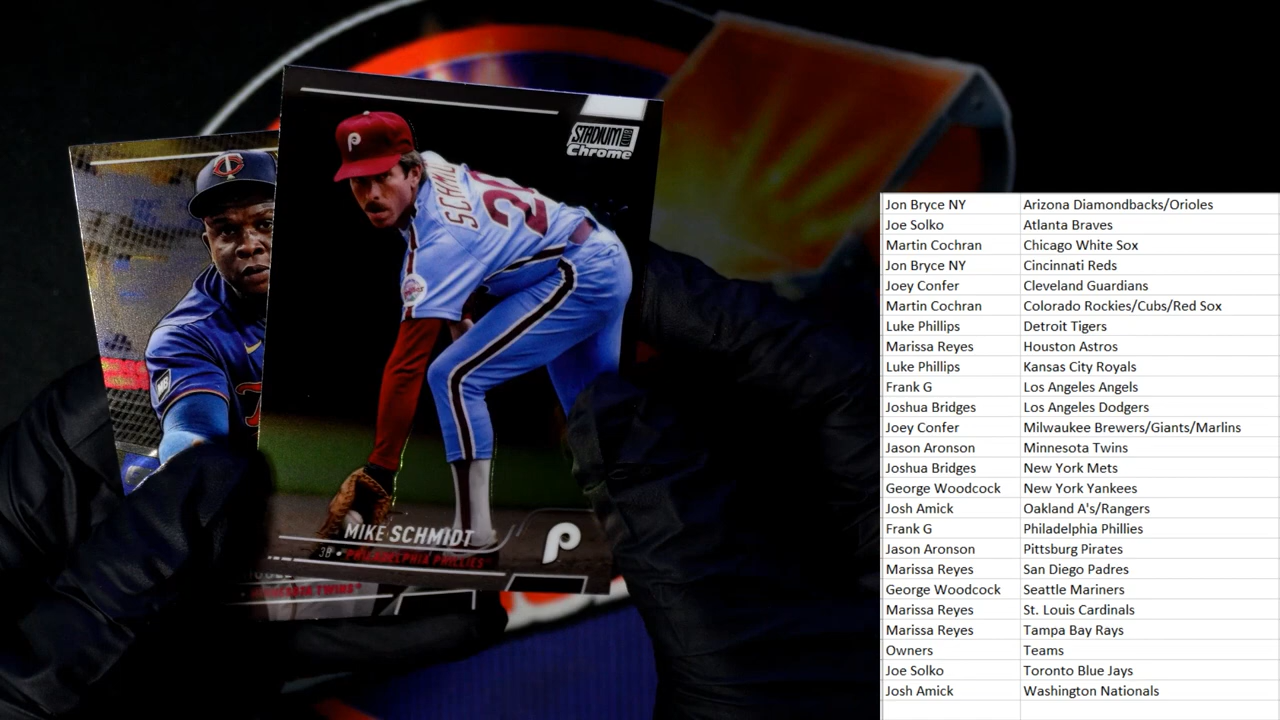 STADIUM CLUB
Chrome
SCHMI
20
P
MIKE SCHMIDT
3B • PHILADELPHIA PHILLIES
P
TWINS
Jon Bryce NY Arizona Diamondbacks/Orioles
Joe Solko Atlanta Braves
Martin Cochran Chicago White Sox
Jon Bryce NY Cincinnati Reds
Joey Confer Cleveland Guardians
Martin Cochran Colorado Rockies/Cubs/Red Sox
Luke Phillips Detroit Tigers
Marissa Reyes Houston Astros
Luke Phillips Kansas City Royals
Frank G Los Angeles Angels
Joshua Bridges Los Angeles Dodgers
Joey Confer Milwaukee Brewers/Giants/Marlins
Jason Aronson Minnesota Twins
Joshua Bridges New York Mets
George Woodcock New York Yankees
Josh Amick Oakland A's/Rangers
Frank G Philadelphia Phillies
Jason Aronson Pittsburg Pirates
Marissa Reyes San Diego Padres
George Woodcock Seattle Mariners
Marissa Reyes St. Louis Cardinals
Marissa Reyes Tampa Bay Rays
Owners Teams
Joe Solko Toronto Blue Jays
Josh Amick Washington Nationals